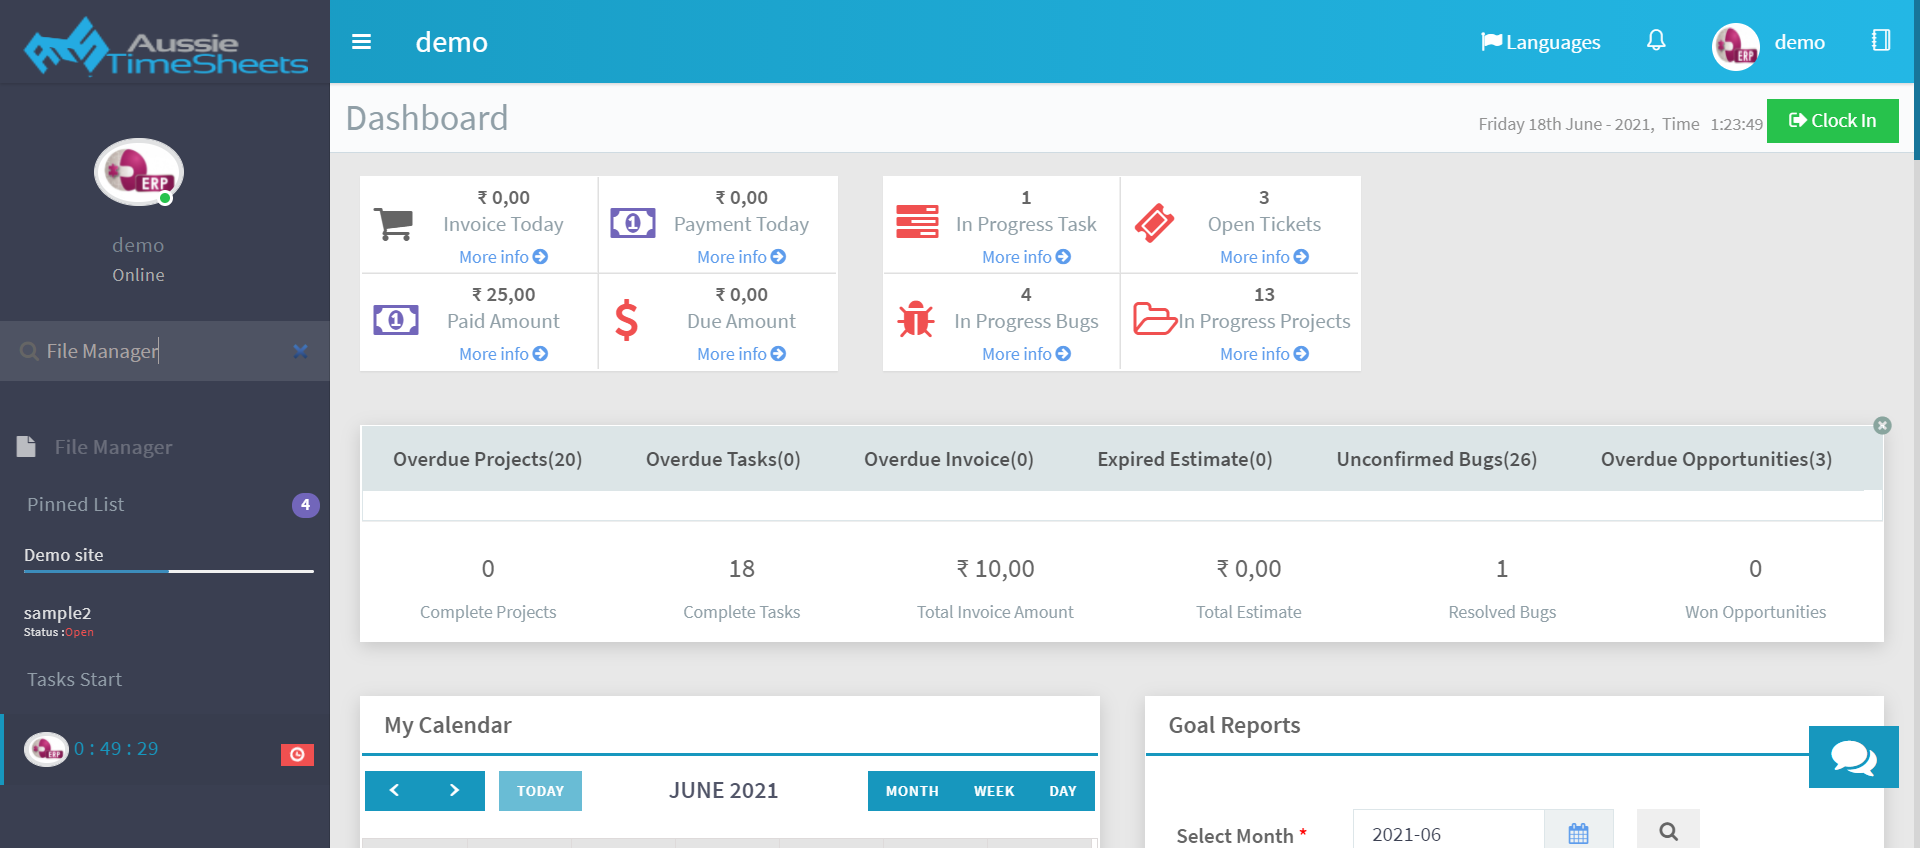 Aussie
TimeSheets
demo
Languages
demo
ERP
ERP
demo
Online
File Manager
File Manager
Pinned List
4
Demo site
sample2
Status :Open
Tasks Start
0 : 49 : 29
Dashboard
Friday 18th June - 2021, Time 1:23:49
Clock In
₹ 0,00
Invoice Today
More info
₹ 0,00
Payment Today
More info
1
In Progress Task
More info
3
Open Tickets
More info
₹ 25,00
Paid Amount
More info
₹ 0,00
Due Amount
More info
4
In Progress Bugs
More info
13
In Progress Projects
More info
Overdue Projects(20) Overdue Tasks(0) Overdue Invoice(0) Expired Estimate(0) Unconfirmed Bugs(26) Overdue Opportunities(3)
0
Complete Projects
18
Complete Tasks
₹ 10,00
Total Invoice Amount
₹ 0,00
Total Estimate
1
Resolved Bugs
0
Won Opportunities
My Calendar
TODAY
JUNE 2021
MONTH WEEK DAY
Goal Reports
Select Month *
2021-06